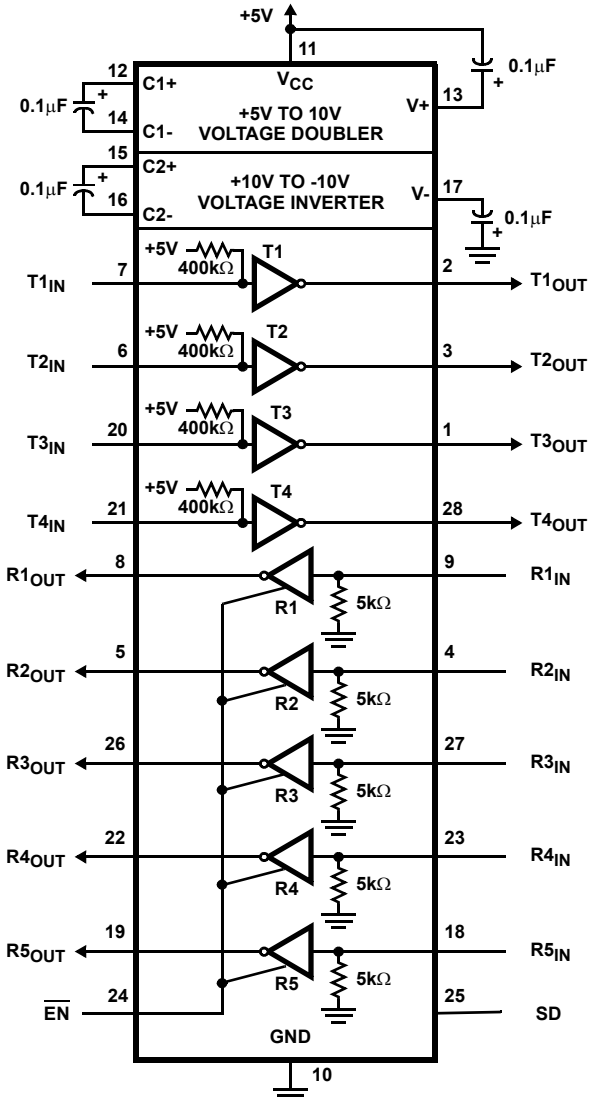 +5V
11
12
C1+
VCC
0.1μF
+
0.1μF
+
13
V+
+5V TO 10V
VOLTAGE DOUBLER
14
C1-
15
C2+
0.1μF
+
+10V TO -10V
VOLTAGE INVERTER
V-
17
16
C2-
0.1μF
+
+5V
400kΩ
T1
T1IN
7
2
T1OUT
+5V
400kΩ
T2
T2IN
6
3
T2OUT
+5V
400kΩ
T3
T3IN
20
1
T3OUT
+5V
400kΩ
T4
T4IN
21
28
T4OUT
R1OUT
8
9
R1IN
R1
5kΩ
R2OUT
5
4
R2IN
R2
5kΩ
R3OUT
26
27
R3IN
R3
5kΩ
R4OUT
22
23
R4IN
R4
5kΩ
R5OUT
19
18
R5IN
R5
5kΩ
EN
24
25
SD
GND
10